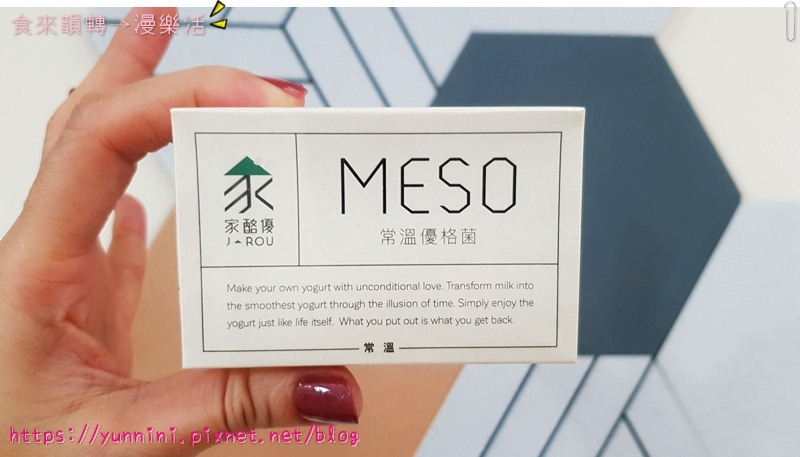 食來韻轉->漫樂活
家酪優
J-ROU
MESO
常溫優格菌
Make your own yogurt with unconditional love. Transform milk into
the smoothest yogurt through the illusion of time. Simply enjoy the
yogurt just like life itself. What you put out is what you get back.
常溫
https://yunnini.pixnet.net/blog